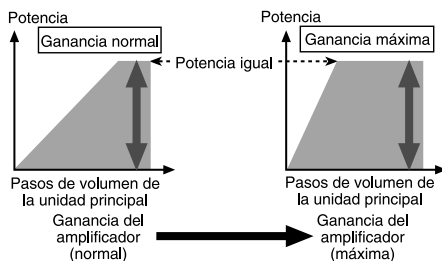 Potencia
Ganancia normal
Potencia
Ganancia máxima
Potencia igual
Pasos de volumen de
la unidad principal
Pasos de volumen de
la unidad principal
Ganancia del
amplificador
(normal)
Ganancia del
amplificador
(máxima)